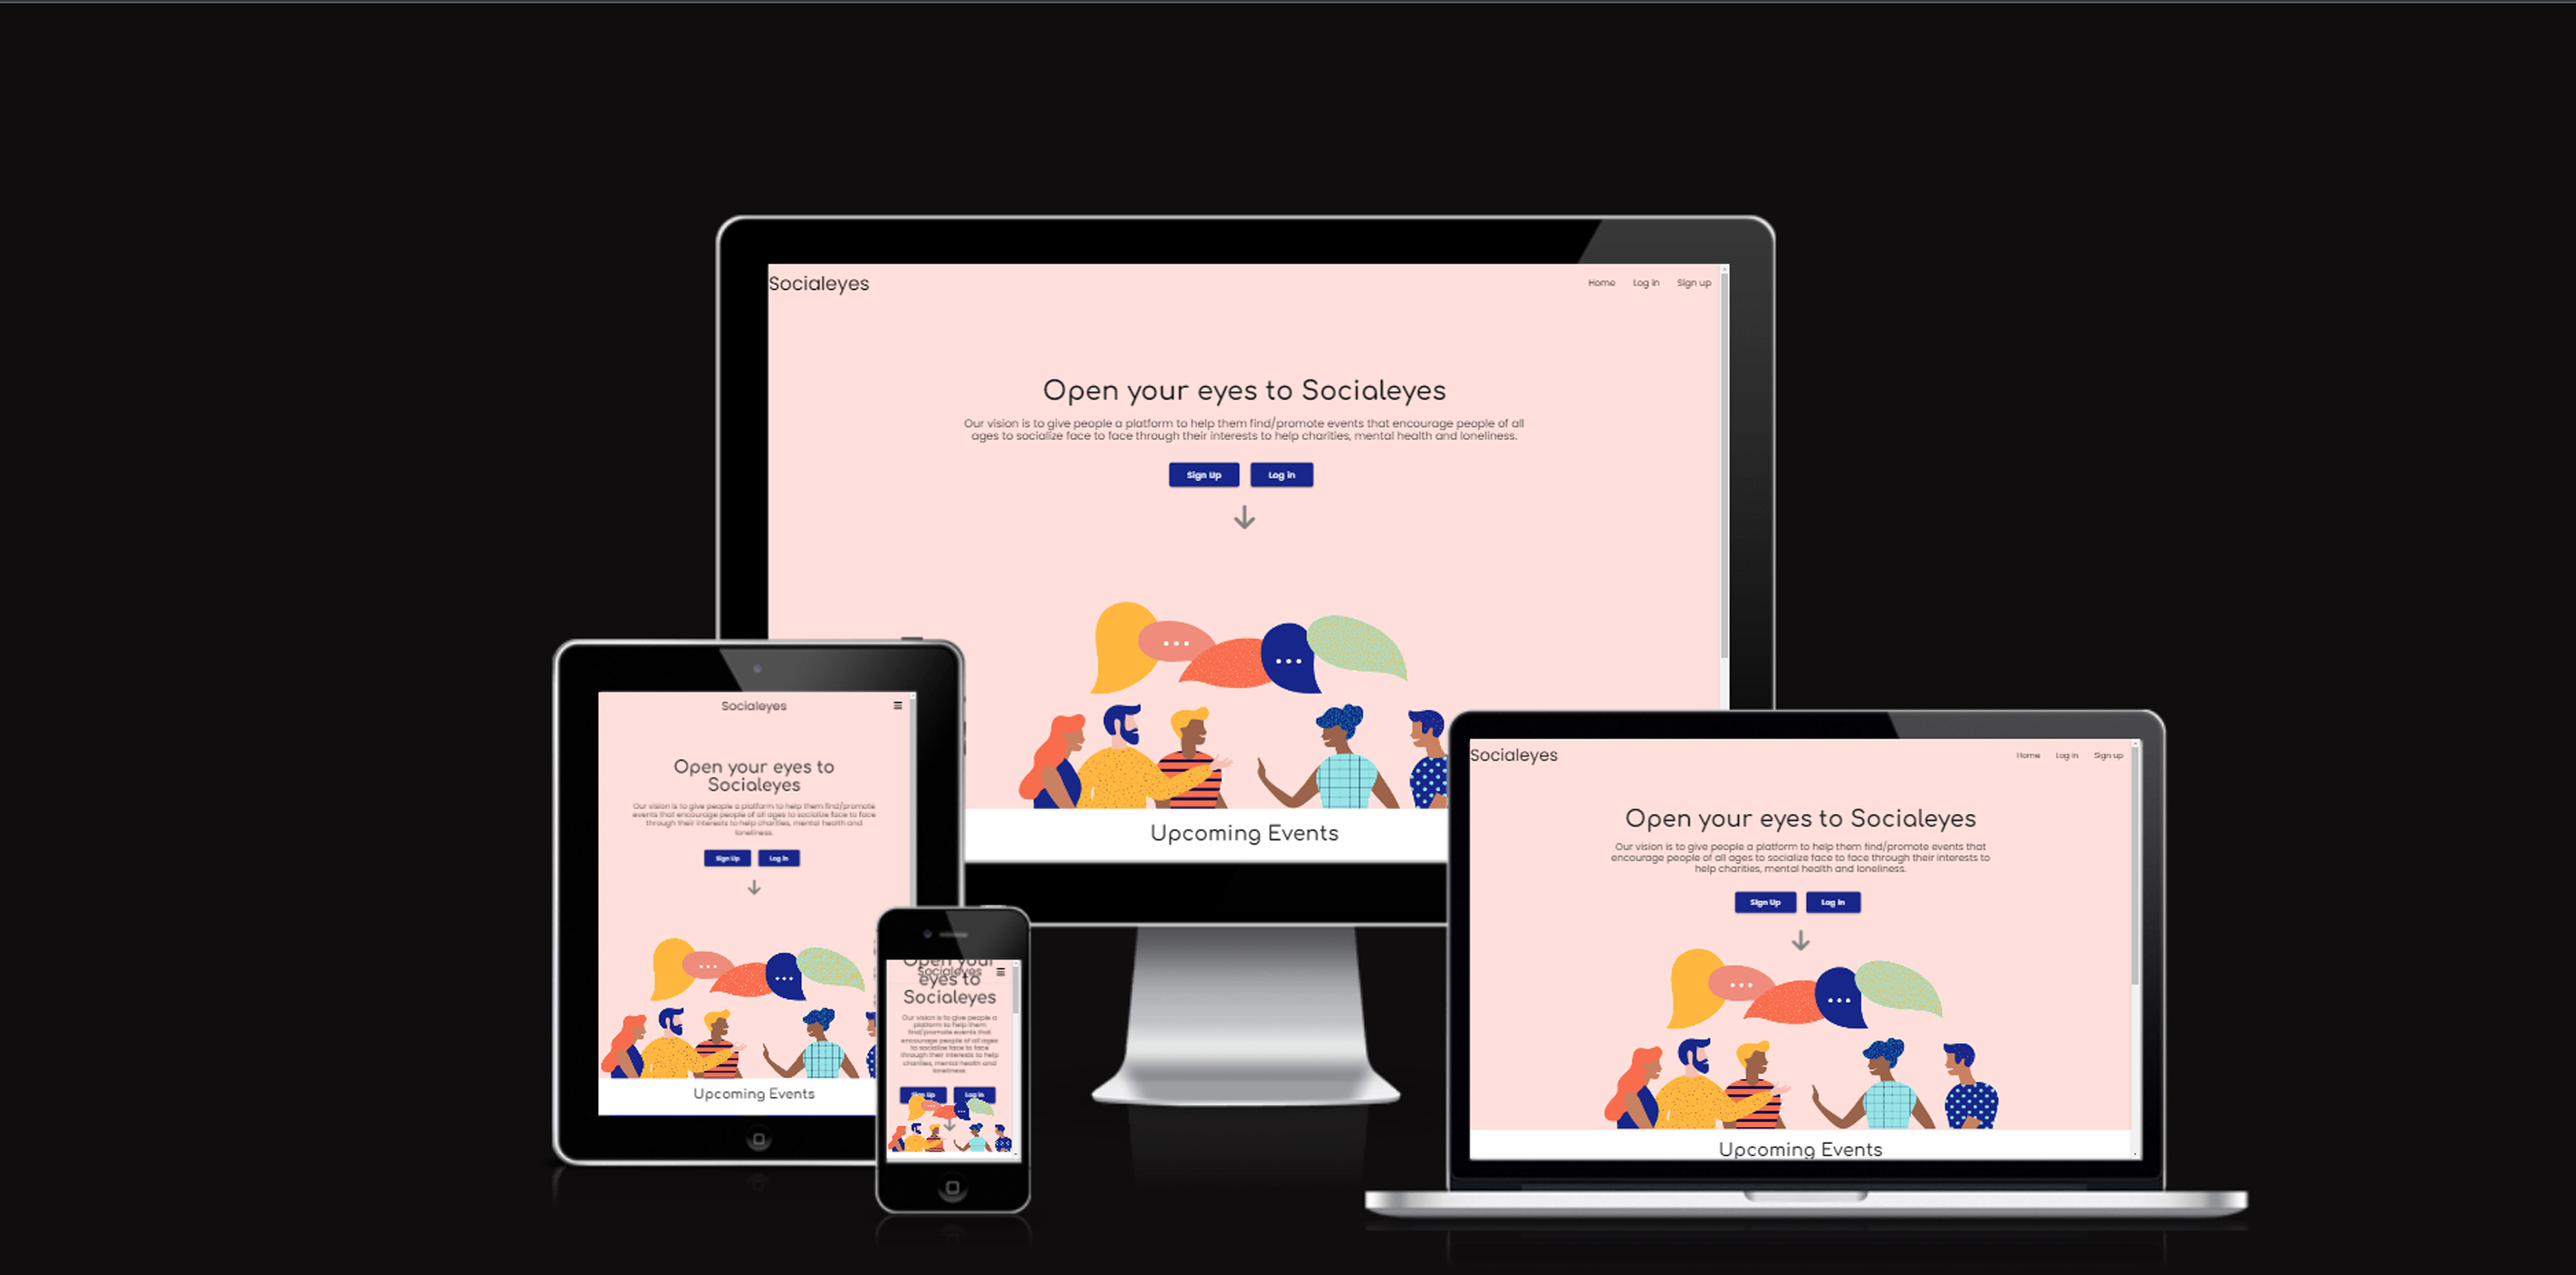 Socialeyes
Home Log in Sign up
Open your eyes to Socialeyes
Our vision is to give people a platform to help them find/promote events that encourage people of all
ages to socialize face to face through their interests to help charities, mental health and loneliness.
Sign Up Log in
Upcoming Events
Socialeyes
Open your eyes to
Socialeyes
Our vision is to give people a platform to help them find/promote
events that encourage people of all ages to socialize face to face
through their interests to help charities, mental health and
loneliness.
Sign Up Log in
Upcoming Events
Open your
Socialeyes
eyes to
Socialeyes
Our vision is to give people a
platform to help them
find/promote events that
encourage people of all ages
to socialize face to face
through their interests to help
charities, mental health and
loneliness.
Sign Up Log in
Socialeyes
Home Log in Sign up
Open your eyes to Socialeyes
Our vision is to give people a platform to help them find/promote events that
encourage people of all ages to socialize face to face through their interests to
help charities, mental health and loneliness.
Sign Up Log in
Upcoming Events